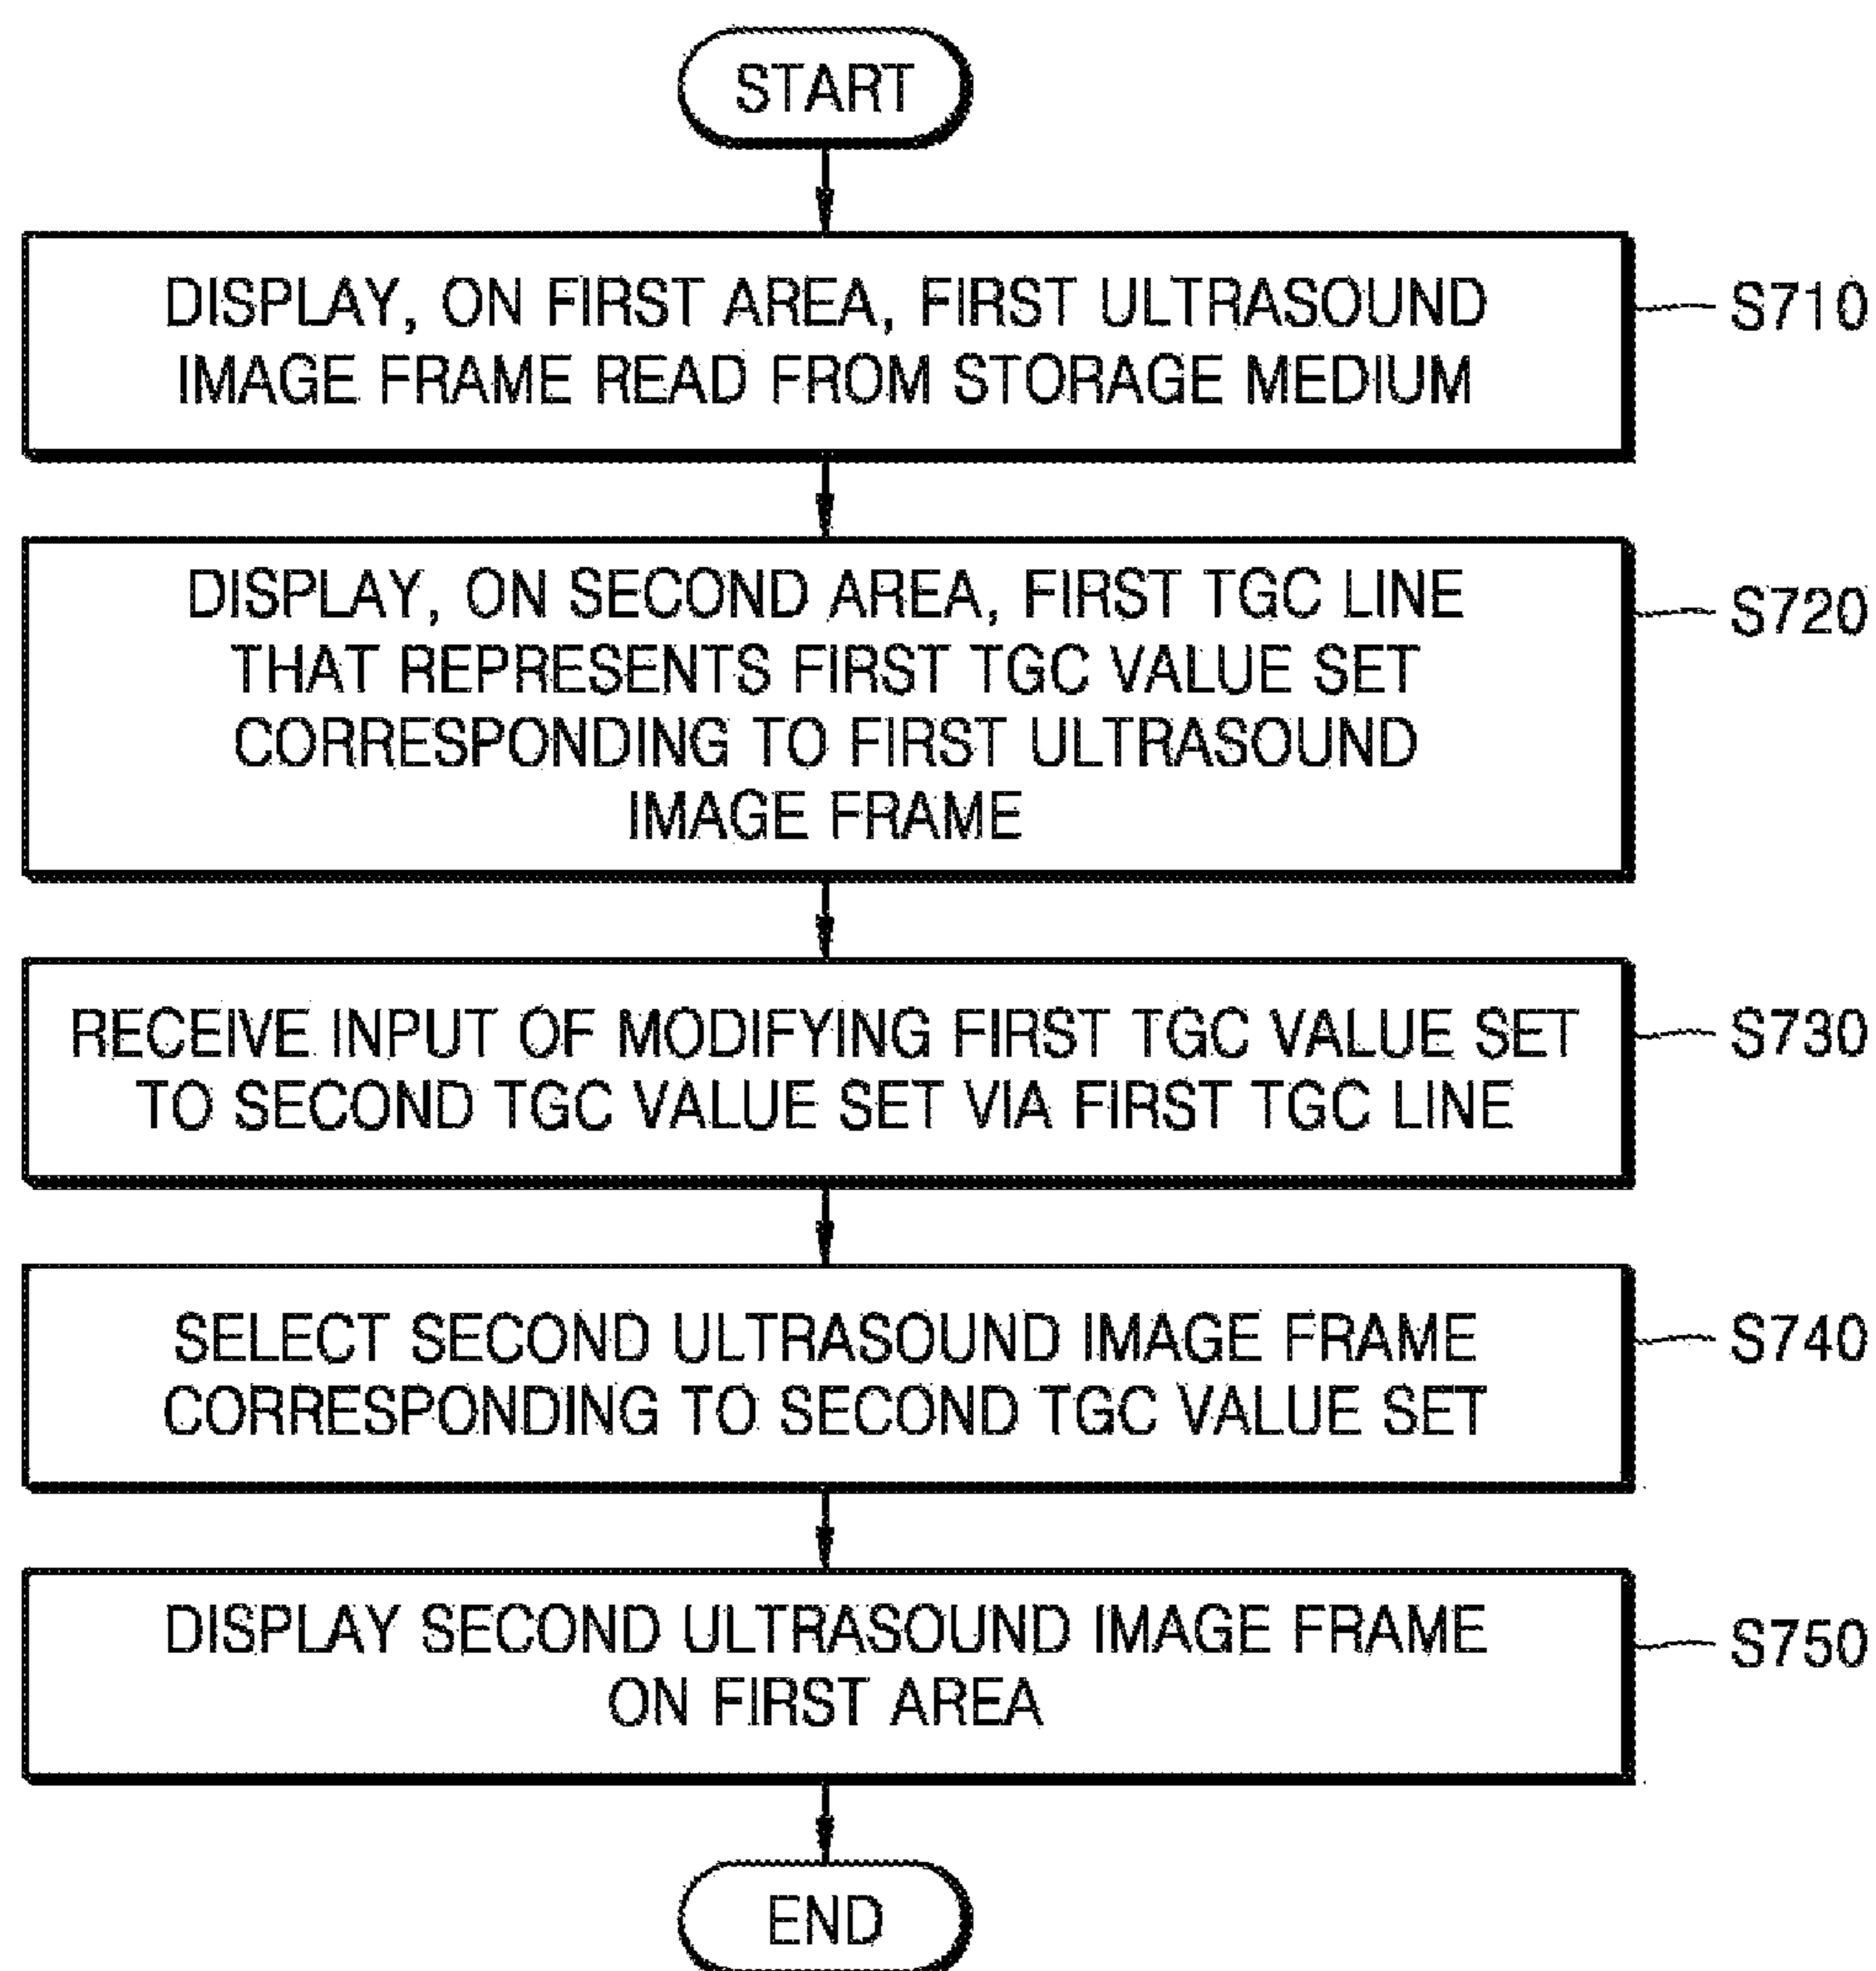 START
DISPLAY, ON FIRST AREA, FIRST ULTRASOUND
IMAGE FRAME READ FROM STORAGE MEDIUM
S710
DISPLAY, ON SECOND AREA, FIRST TGC LINE
THAT REPRESENTS FIRST TGC VALUE SET
CORRESPONDING TO FIRST ULTRASOUND
IMAGE FRAME
S720
RECEIVE INPUT OF MODIFYING FIRST TGC VALUE SET
TO SECOND TGC VALUE SET VIA FIRST TGC LINE
S730
SELECT SECOND ULTRASOUND IMAGE FRAME
CORRESPONDING TO SECOND TGC VALUE SET
S740
DISPLAY SECOND ULTRASOUND IMAGE FRAME
ON FIRST AREA
S750
END